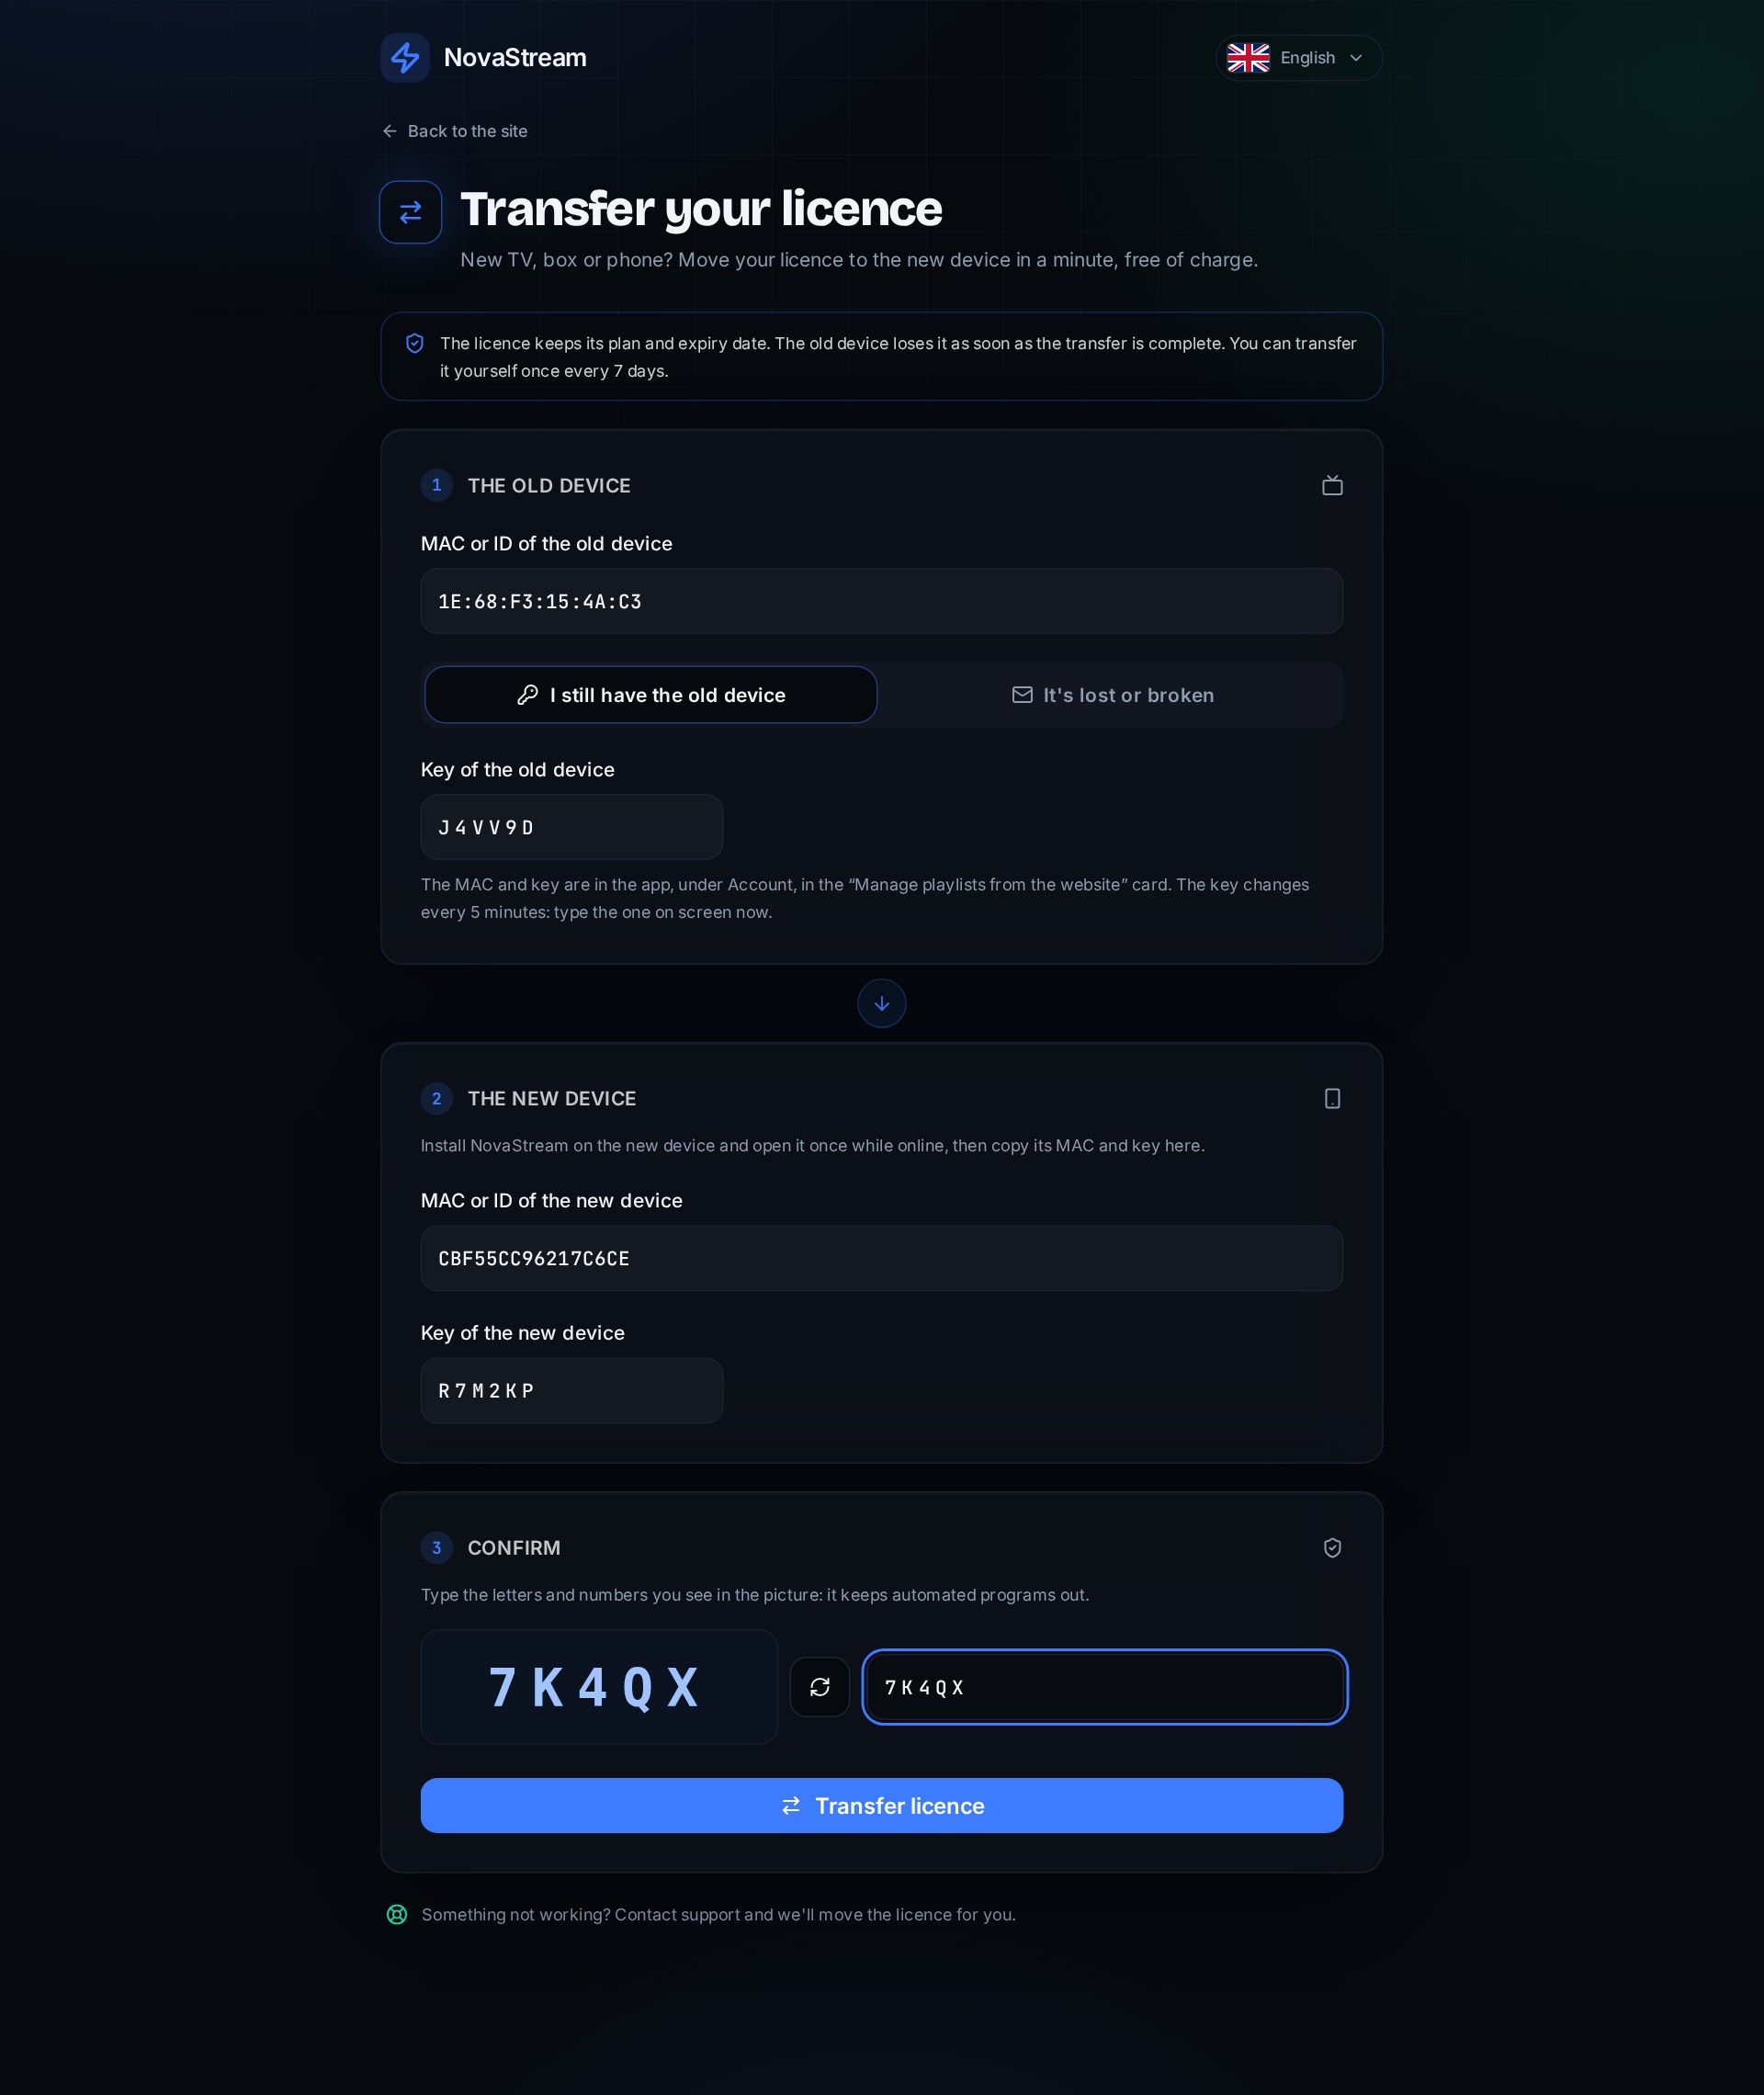 NovaStream
English
Back to the site
Transfer your licence
New TV, box or phone? Move your licence to the new device in a minute, free of charge.
The licence keeps its plan and expiry date. The old device loses it as soon as the transfer is complete. You can transfer
it yourself once every 7 days.
1 THE OLD DEVICE
MAC or ID of the old device
1E:68:F3:15:4A:C3
I still have the old device
It's lost or broken
Key of the old device
J4VV9D
The MAC and key are in the app, under Account, in the “Manage playlists from the website” card. The key changes
every 5 minutes: type the one on screen now.
2 THE NEW DEVICE
Install NovaStream on the new device and open it once while online, then copy its MAC and key here.
MAC or ID of the new device
CBF55CC96217C6CE
Key of the new device
R7M2KP
3 CONFIRM
Type the letters and numbers you see in the picture: it keeps automated programs out.
7K4QX
7K4QX
Transfer licence
Something not working? Contact support and we'll move the licence for you.